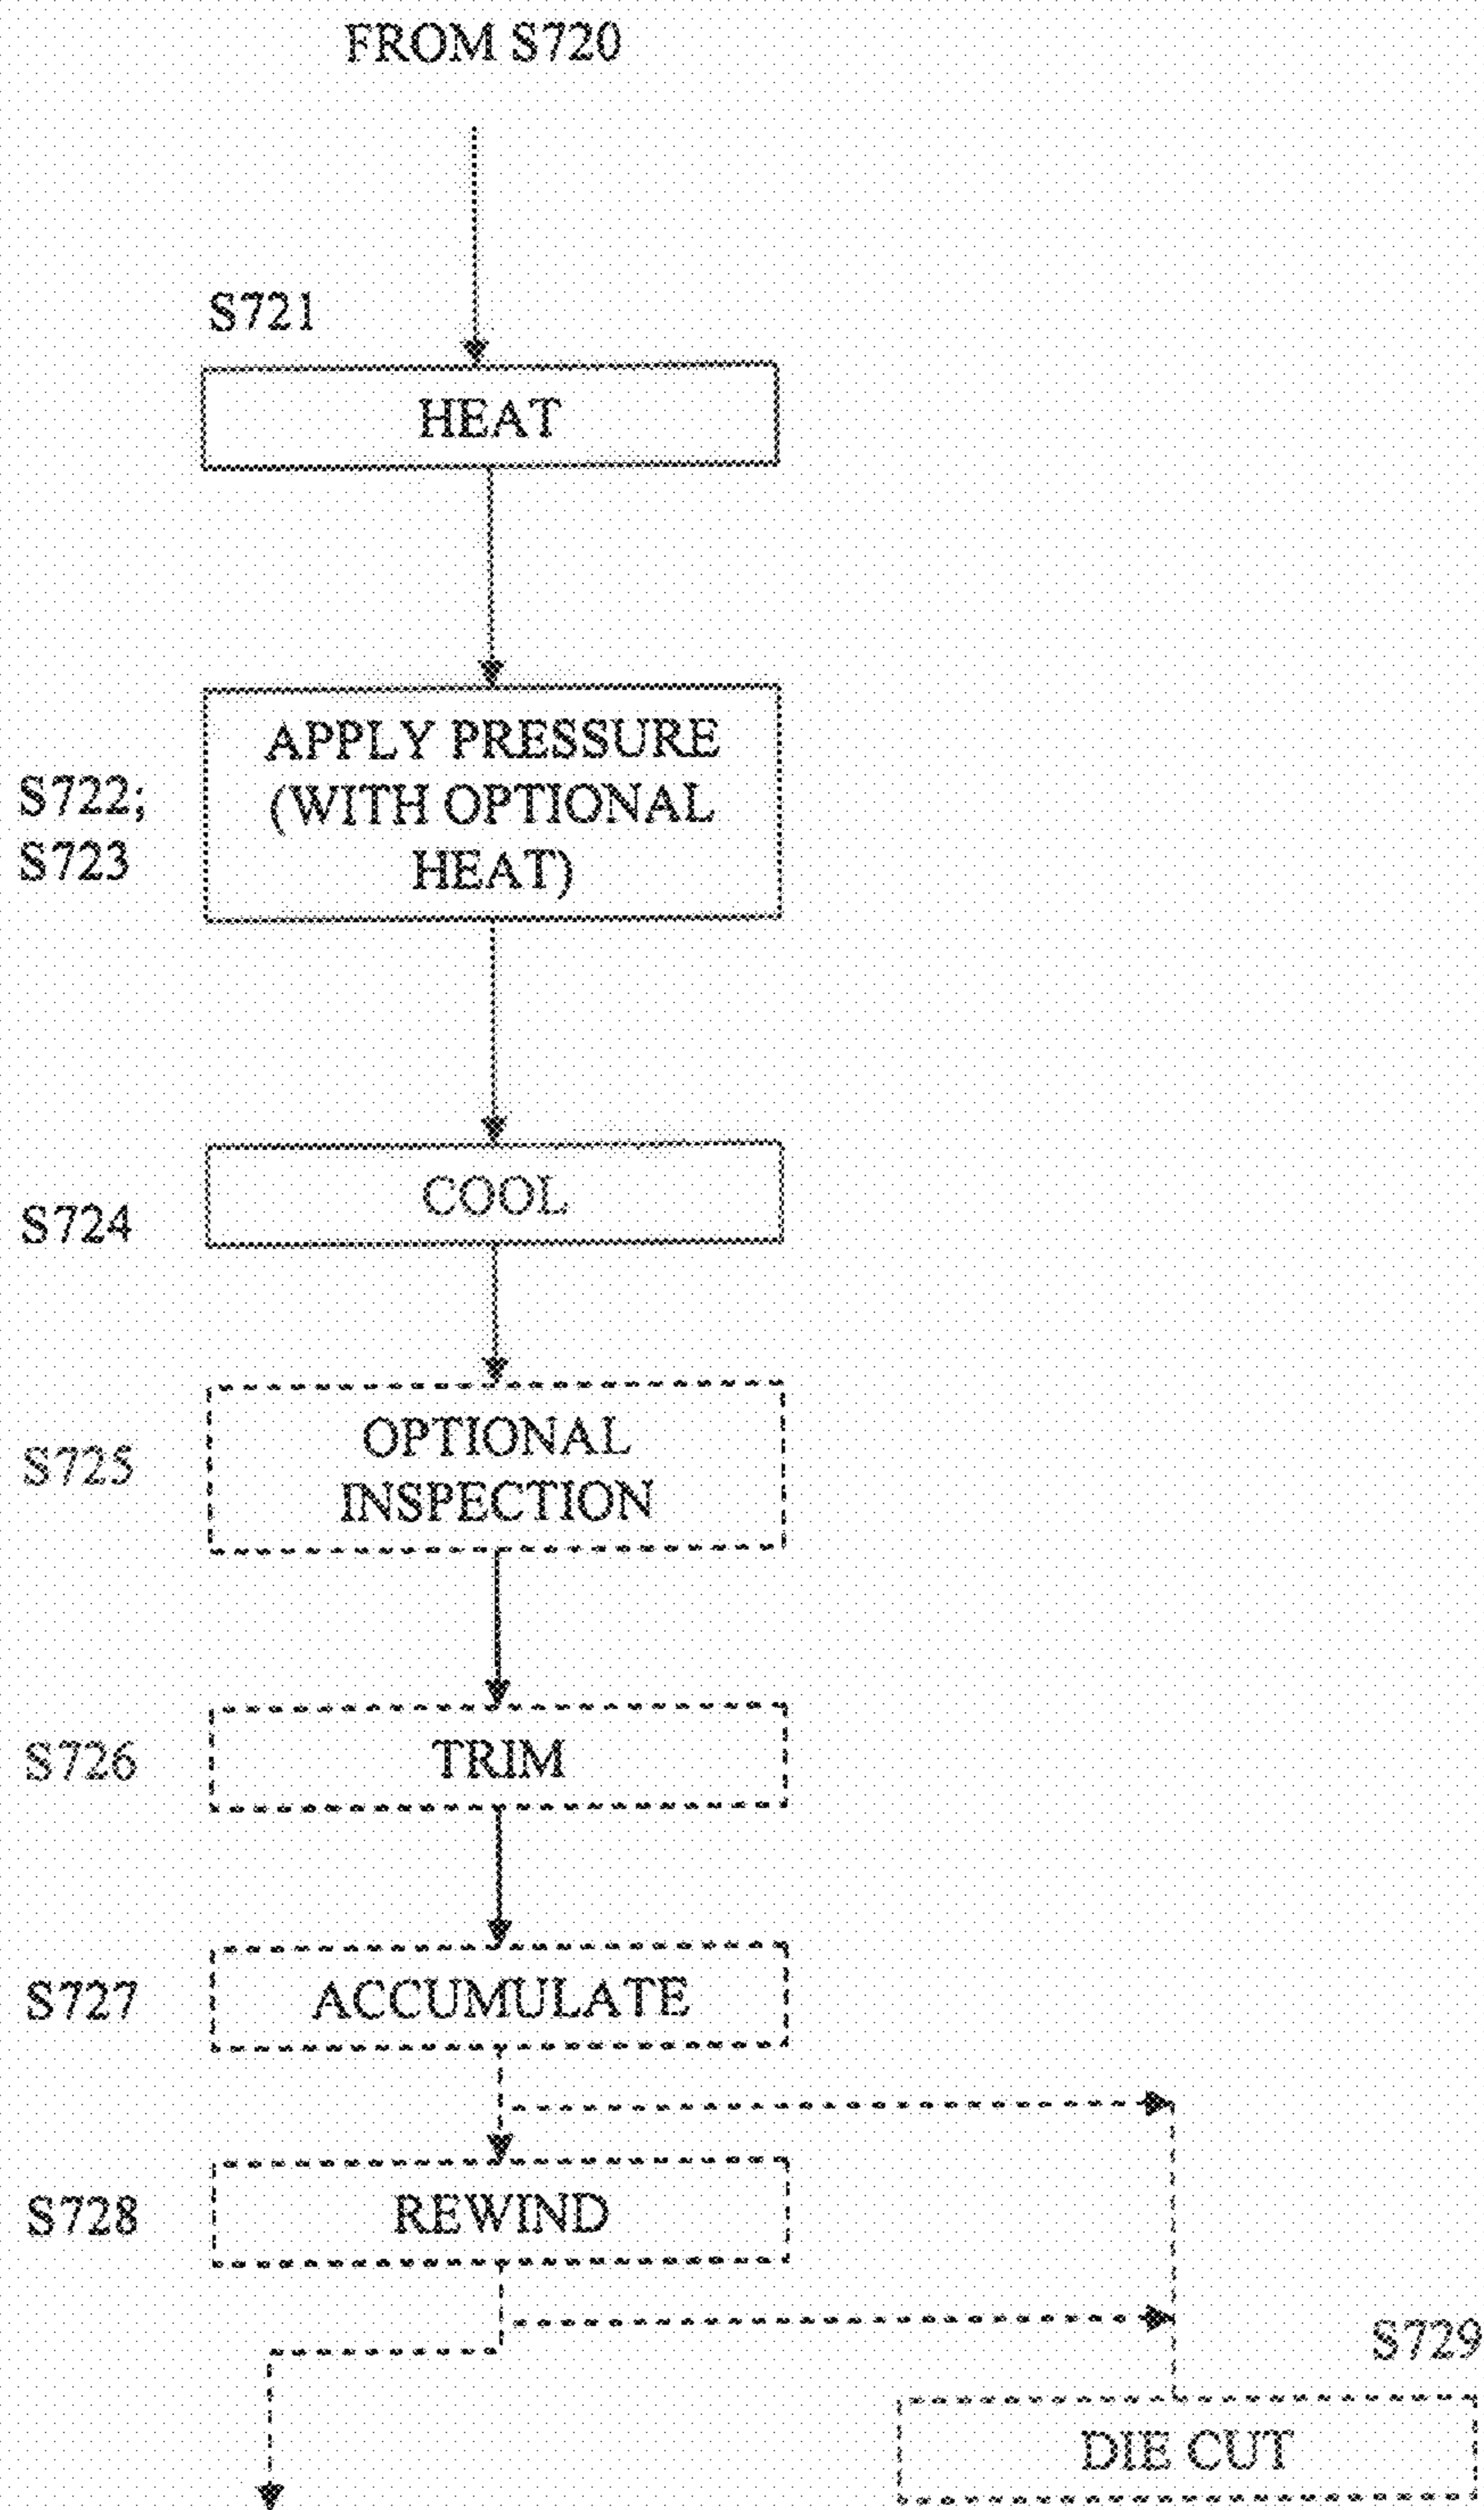 FROM S720
S721
HEAT
APPLY PRESSURE
(WITH OPTIONAL
HEAT)
S722;
S723
COOL
S724
OPTIONAL
INSPECTION
S725
TRIM
S726
ACCUMULATE
S727
REWIND
S728
S729
DIE CUT